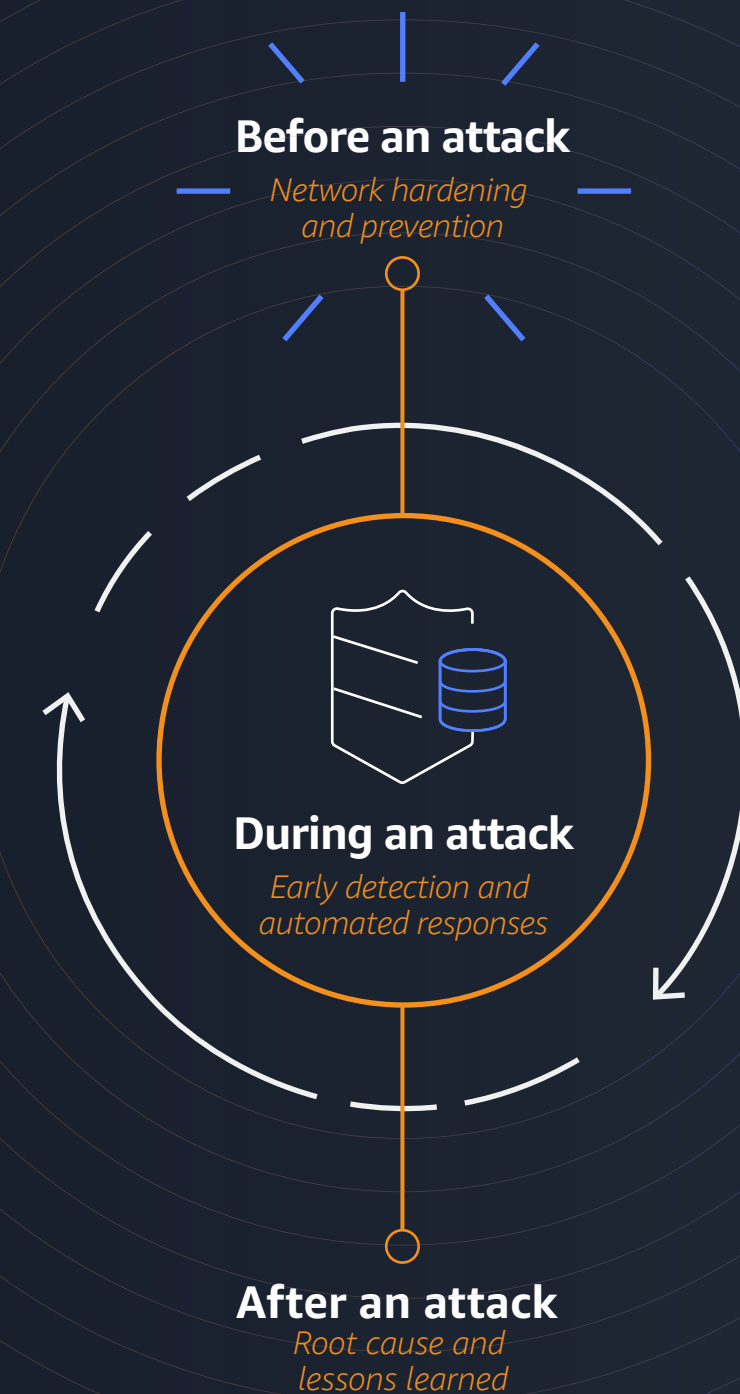 Before an attack
Network hardening
and prevention
During an attack
Early detection and
automated responses
After an attack
Root cause and
lessons learned